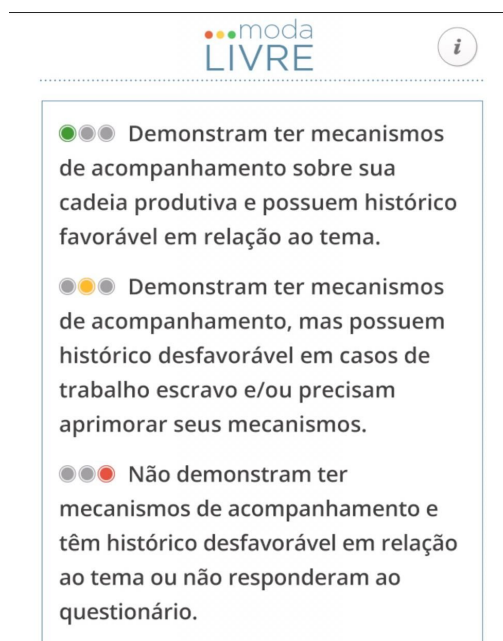 moda
LIVRE
i
Demonstram ter mecanismos
de acompanhamento sobre sua
cadeia produtiva e possuem histórico
favorável em relação ao tema.
Demonstram ter mecanismos
de acompanhamento, mas possuem
histórico desfavorável em casos de
trabalho escravo e/ou precisam
aprimorar seus mecanismos.
Não demonstram ter
mecanismos de acompanhamento e
têm histórico desfavorável em relação
ao tema ou não responderam ao
questionário.